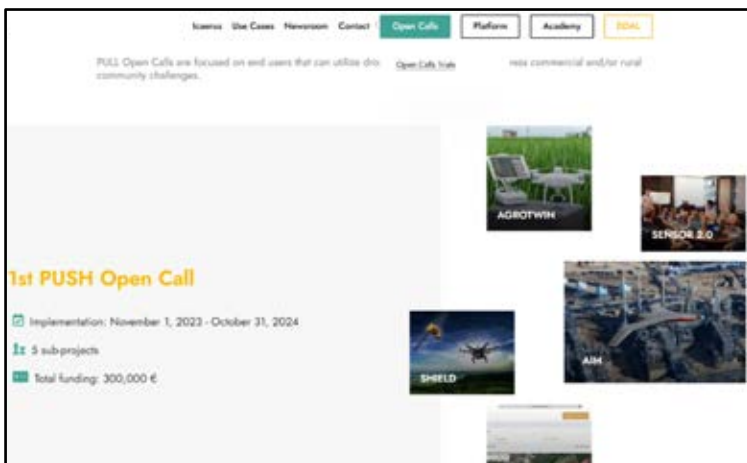 Icaerus Use Cases Newsroom Contact Open Calls Platform Academy
PULL Open Calls are focused on end users that can utilise Open Calls Trials ness commercial and/or rural
community challenges.
AGROTWIN
SENSOR 2.0
1st PUSH Open Call
Implementation: November 1, 2023 - October 31, 2024
5 sub-projects
AIM
Total funding: 300,000 €
SHIELD